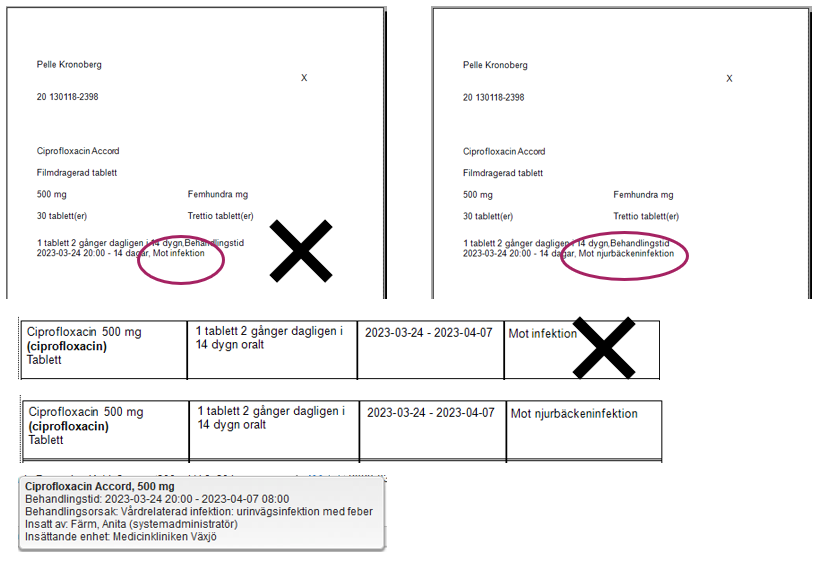 Pelle Kronoberg
X
20 130118-2398
Ciprofloxacin Accord
Filmdragerad tablett
500 mg Femhundra mg
30 tablett(er) Trettio tablett(er)
1 tablett 2 gånger dagligen i 14 dygn,Behandlingstid
2023-03-24 20:00 - 14 dagar, Mot infektion
Pelle Kronoberg
X
20 130118-2398
Ciprofloxacin Accord
Filmdragerad tablett
500 mg Femhundra mg
30 tablett(er) Trettio tablett(er)
1 tablett 2 gånger dagligen i 14 dygn,Behandlingstid
2023-03-24 20:00 - 14 dagar, Mot njurbäckeninfektion
Ciprofloxacin 500 mg 1 tablett 2 gånger dagligen i 2023-03-24 - 2023-04-07 Mot infektion
(ciprofloxacin) 14 dygn oralt
Tablett
Ciprofloxacin 500 mg 1 tablett 2 gånger dagligen i 2023-03-24 - 2023-04-07 Mot njurbäckeninfektion
(ciprofloxacin) 14 dygn oralt
Tablett
Ciprofloxacin Accord, 500 mg
Behandlingstid: 2023-03-24 20:00 - 2023-04-07 08:00
Behandlingsorsak: Vårdrelaterad infektion: urinvägsinfektion med feber
Insatt av: Färm, Anita (systemadministratör)
Insättande enhet: Medicinkliniken Växjö